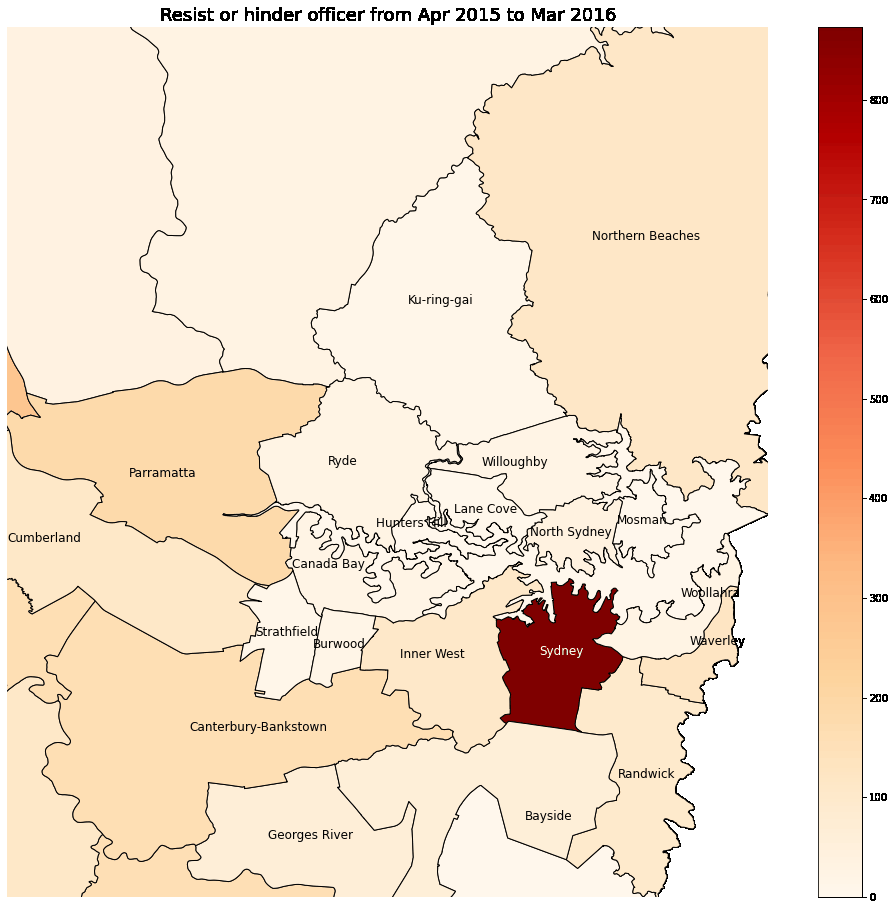 Resist or hinder officer from Apr 2015 to Mar 2016
800
700
Northern Beaches
600
Ku-ring-gai
500
Ryde
Willoughby
Parramatta
400
Lane Cove
Hunters Hill
Mosman
North Sydney
Cumberland
Canada Bay
Woollahra
300
Strathfield
Burwood
Waverley
Inner West
Sydney
200
Canterbury-Bankstown
Randwick
100
Bayside
Georges River
0